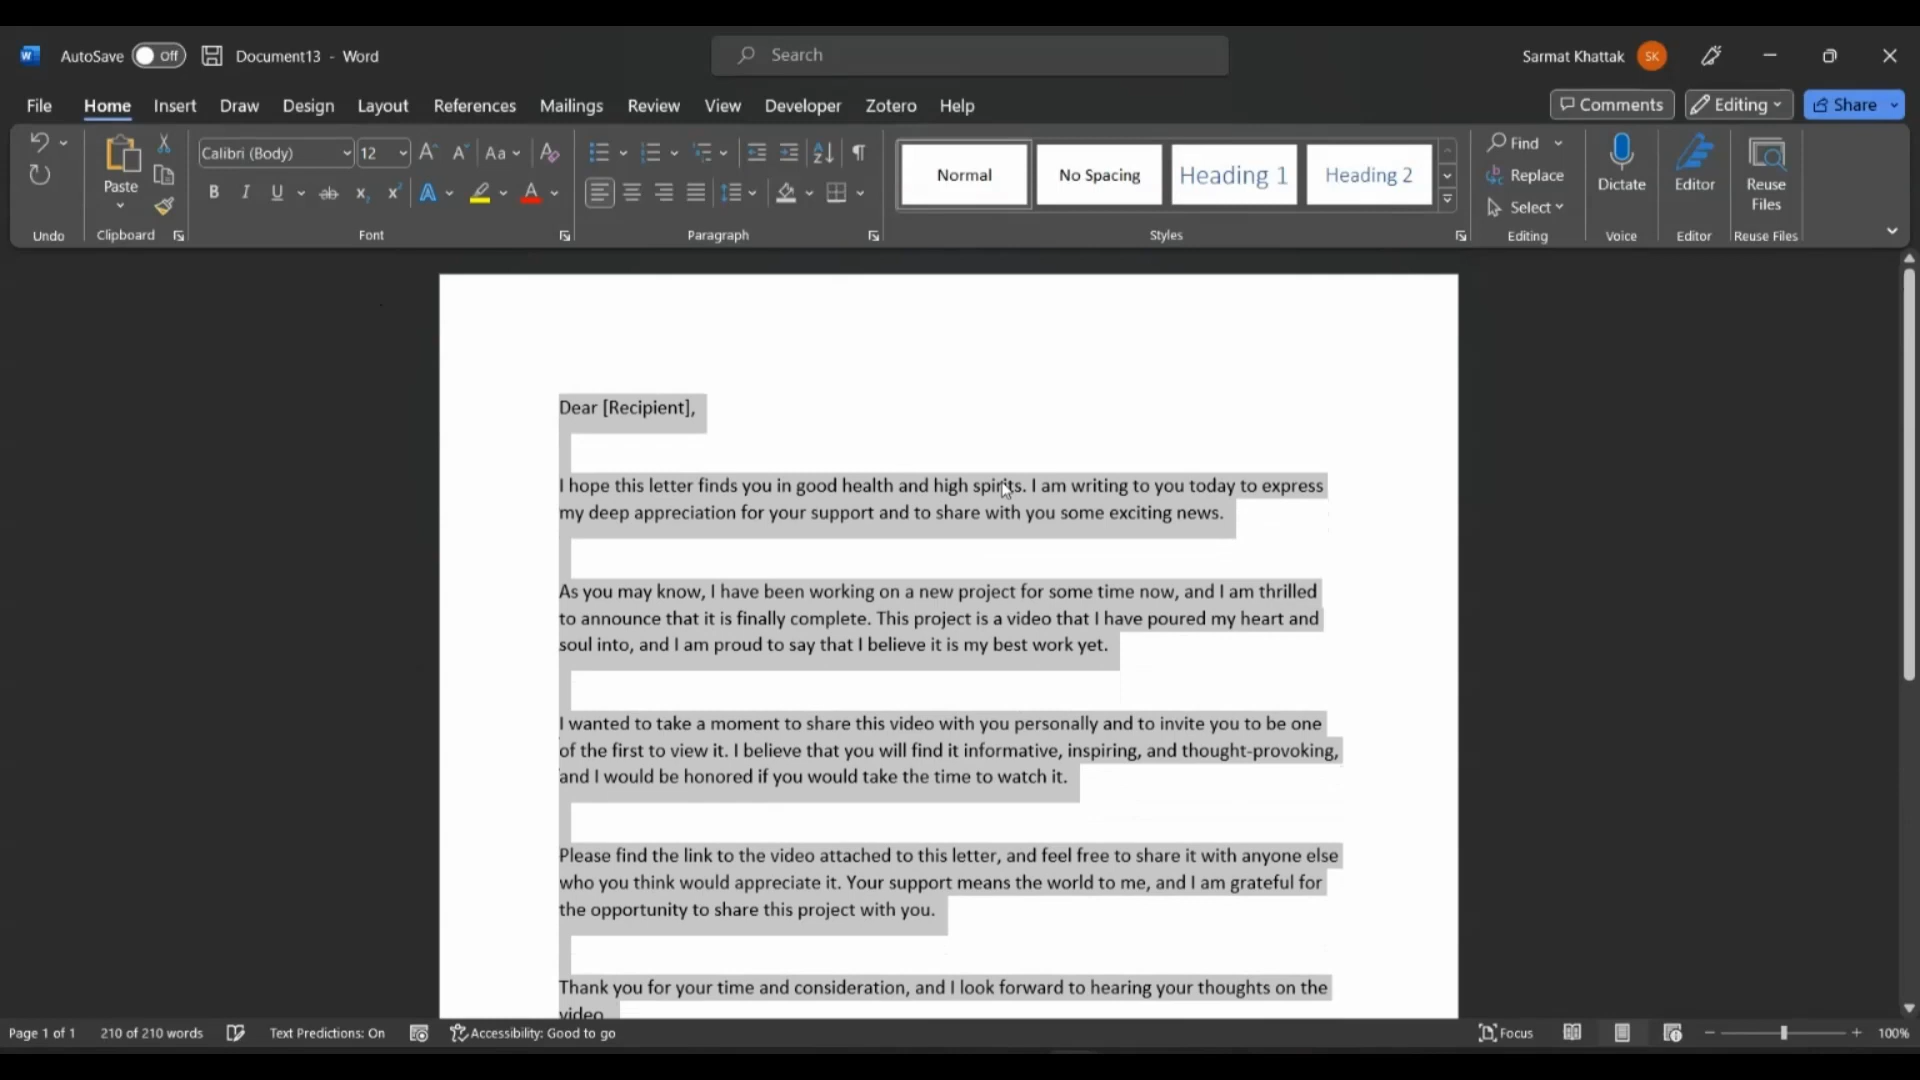 AutoSave Off Document13 - Word Search Sarmat Khattak SK
File Home Insert Draw Design Layout References Mailings Review View Developer Zotero Help Comments Editing Share
Paste Calibri (Body) 12 Aa Normal No Spacing Heading 1 Heading 2 Find Replace Select Dictate Editor Reuse Files
B I U ab x x A A
Undo Clipboard Font Paragraph Styles Editing Voice Editor Reuse Files
Dear [Recipient],
I hope this letter finds you in good health and high spirits. I am writing to you today to express
my deep appreciation for your support and to share with you some exciting news.
As you may know, I have been working on a new project for some time now, and I am thrilled
to announce that it is finally complete. This project is a video that I have poured my heart and
soul into, and I am proud to say that I believe it is my best work yet.
I wanted to take a moment to share this video with you personally and to invite you to be one
of the first to view it. I believe that you will find it informative, inspiring, and thought-provoking,
and I would be honored if you would take the time to watch it.
Please find the link to the video attached to this letter, and feel free to share it with anyone else
who you think would appreciate it. Your support means the world to me, and I am grateful for
the opportunity to share this project with you.
Thank you for your time and consideration, and I look forward to hearing your thoughts on the
video
Page 1 of 1 210 of 210 words Text Predictions: On Accessibility: Good to go Focus 100%